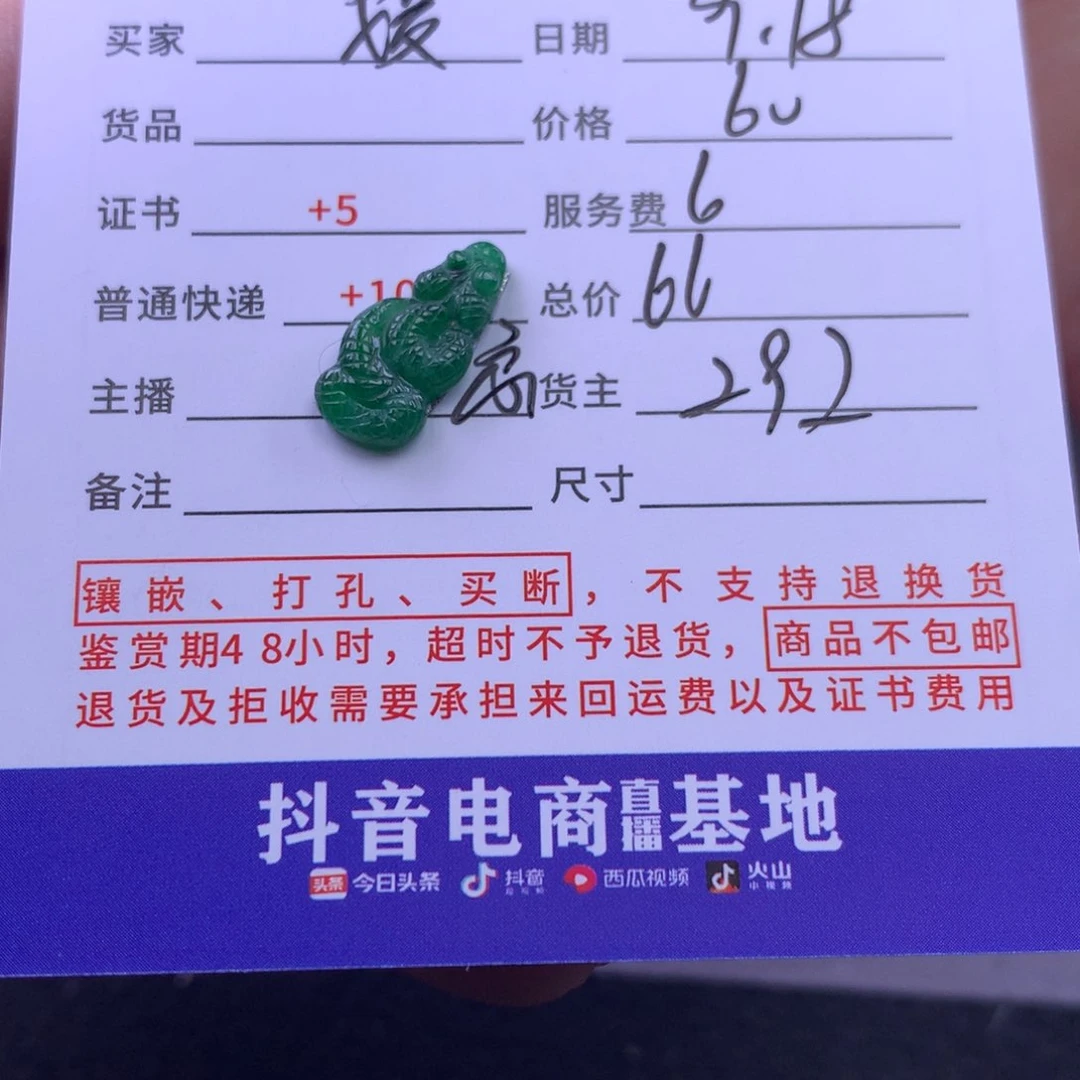 买家 媛 日期 9.18
货品 价格 60
证书 +5 服务费 6
普通快递 +10 总价 66
主播 高 货主 292
备注 尺寸
镶嵌、打孔、买断，不支持退换货
鉴赏期48小时，超时不予退货，商品不包邮
退货及拒收需要承担来回运费以及证书费用
抖音电商直播基地
头条 今日头条 抖音 西瓜视频 火山